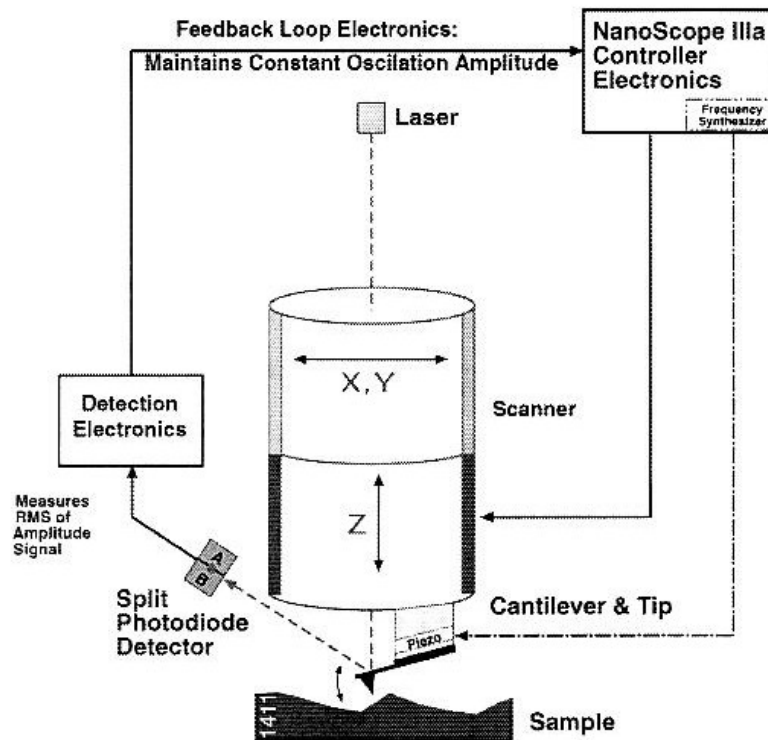 Feedback Loop Electronics:
Maintains Constant Oscilation Amplitude
NanoScope IIIa
Controller
Electronics
Frequency
Synthesizer
Laser
X, Y
Scanner
Detection
Electronics
Z
Measures
RMS of
Amplitude
Signal
A
B
Split
Photodiode
Detector
Cantilever & Tip
Piezo
1411
Sample